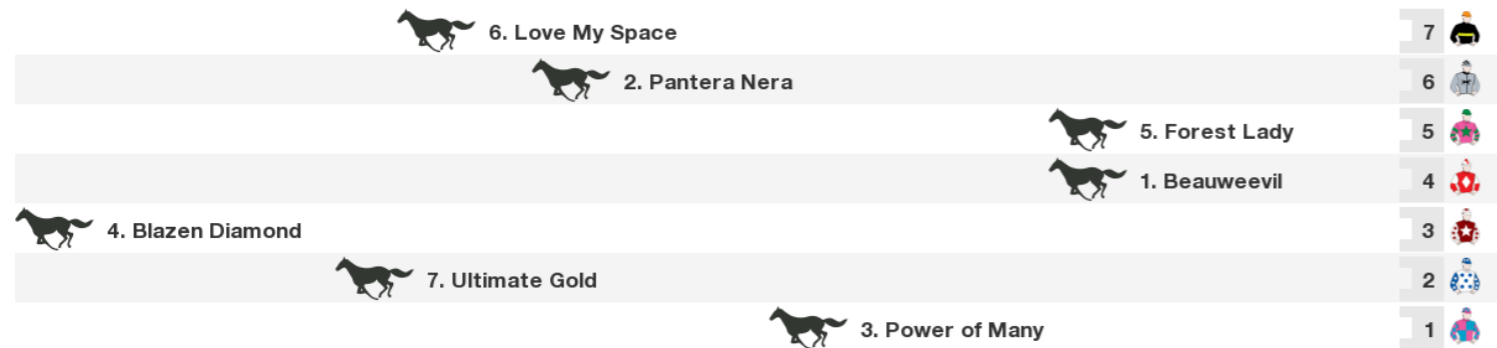 6. Love My Space 7
2. Pantera Nera 6
5. Forest Lady 5
1. Beauweevil 4
4. Blazen Diamond 3
7. Ultimate Gold 2
3. Power of Many 1